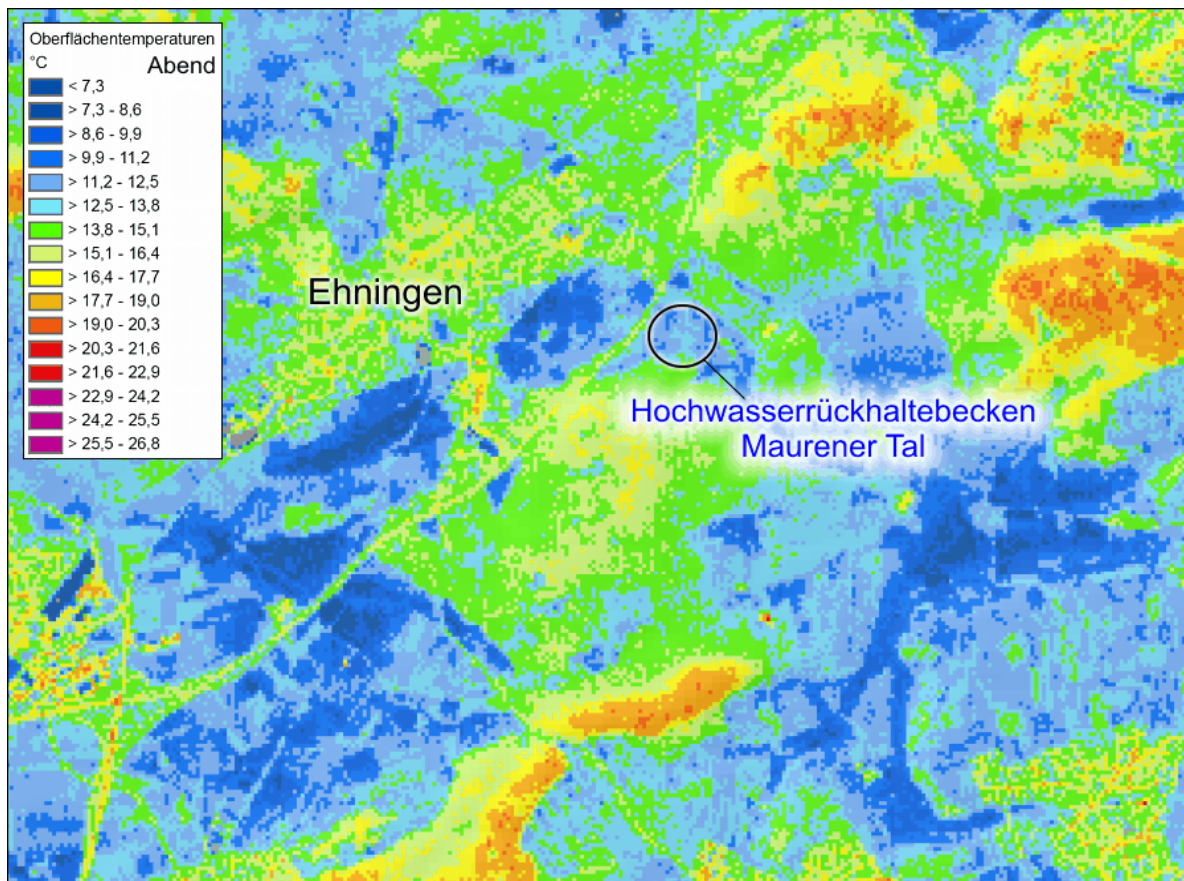 Oberflächentemperaturen
°C Abend
< 7,3
> 7,3 - 8,6
> 8,6 - 9,9
> 9,9 - 11,2
> 11,2 - 12,5
> 12,5 - 13,8
> 13,8 - 15,1
> 15,1 - 16,4
> 16,4 - 17,7
> 17,7 - 19,0
> 19,0 - 20,3
> 20,3 - 21,6
> 21,6 - 22,9
> 22,9 - 24,2
> 24,2 - 25,5
> 25,5 - 26,8
Ehningen
Hochwasserrückhaltebecken
Maurener Tal